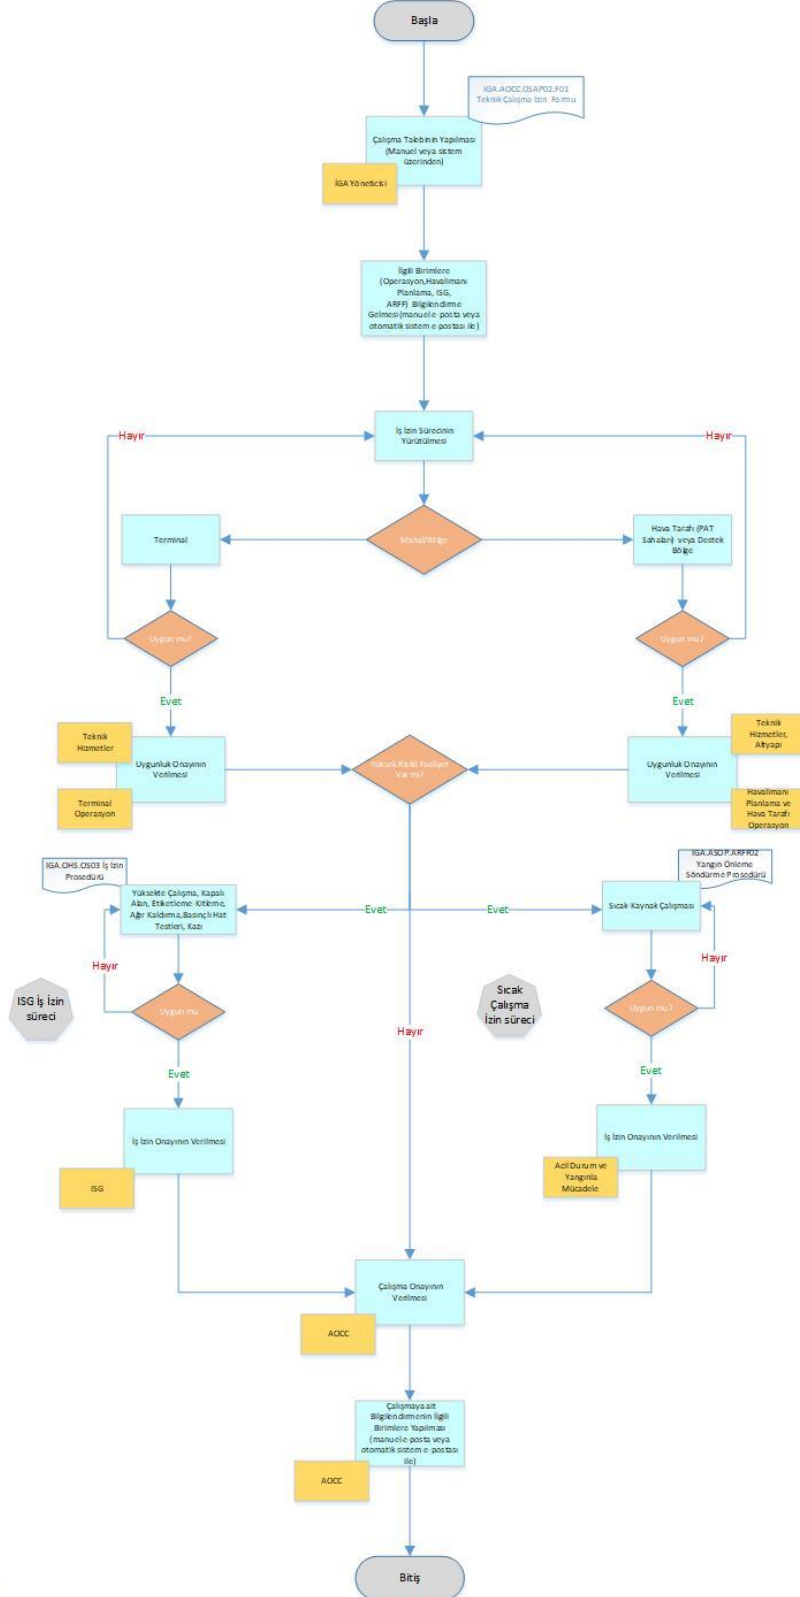 Başla
IGA.AOCC.OSAP02.F01
Teknik Çalışma İzin Formu
Çalışma Talebinin Yapılması
(Manuel veya sistem
üzerinden)
İGA Yöneticisi
İlgili Birimlere
(Operasyon,Havalimanı
Planlama, ISG,
ARFF) Bilgilendirme
Gelmesi(manuel e-posta veya
otomatik sistem e-postası ile)
İş İzin Sürecinin
Yürütülmesi
Hayır
Hayır
Terminal
Mahal/Bölge
Hava Tarafı (PAT
Sahaları) veya Destek
Bölge
Uygun mu?
Uygun mu?
Evet
Evet
Teknik
Hizmetler
Uygunluk Onayının
Verilmesi
Terminal
Operasyon
Yüksek Riskli Faaliyet
Var mı?
Uygunluk Onayının
Verilmesi
Teknik
Hizmetler,
Altyapı
Havalimanı
Planlama ve
Hava Tarafı
Operasyon
IGA.OHS.OS03 İş İzin
Prosedürü
Yüksekte Çalışma, Kapalı
Alan, Etiketleme-Kitleme,
Ağır Kaldırma,Basınçlı Hat
Testleri, Kazı
Evet
Evet
IGA.ASOP.ARFF02
Yangın Önleme
Söndürme Prosedürü
Sıcak Kaynak Çalışması
Hayır
Hayır
ISG İş İzin
süreci
Uygun mu
Sıcak
Çalışma
İzin süreci
Uygun mu?
Hayır
Evet
Evet
İş İzin Onayının Verilmesi
ISG
İş İzin Onayının Verilmesi
Acil Durum ve
Yangınla
Mücadele
Çalışma Onayının
Verilmesi
AOCC
Çalışmaya ait
Bilgilendirmenin İlgili
Birimlere Yapılması
(manuel e-posta veya
otomatik sistem e-postası
ile)
AOCC
Bitiş